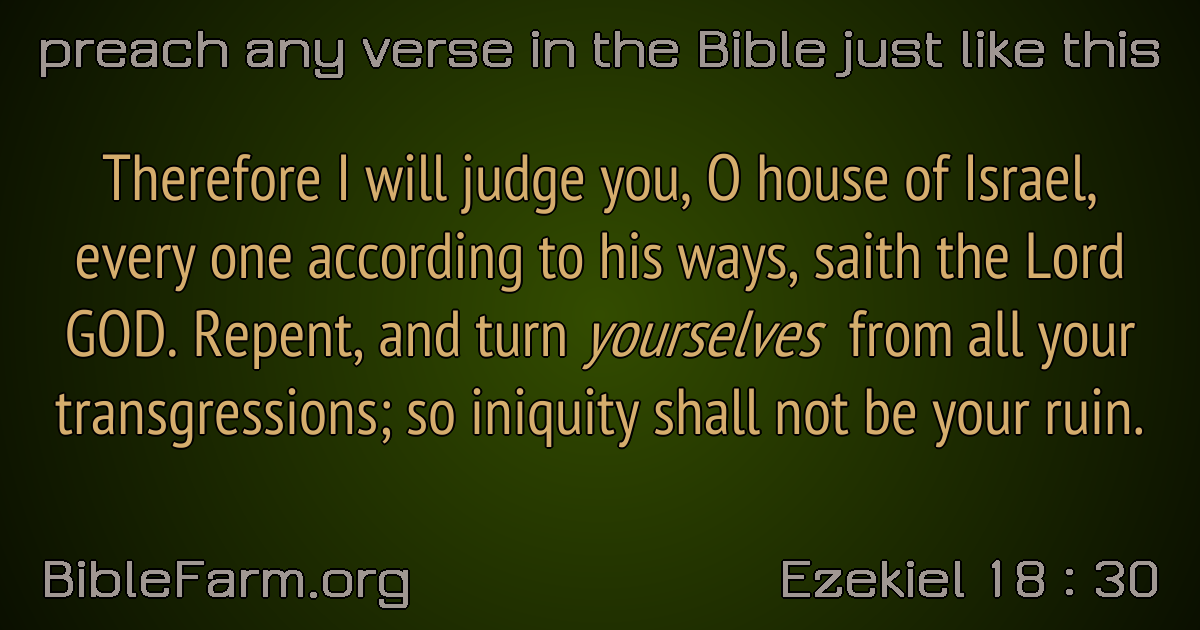 preach any verse in the Bible just like this
Therefore I will judge you, O house of Israel,
every one according to his ways, saith the Lord
GOD. Repent, and turn yourselves from all your
transgressions; so iniquity shall not be your ruin.
BibleFarm.org
Ezekiel 18 : 30